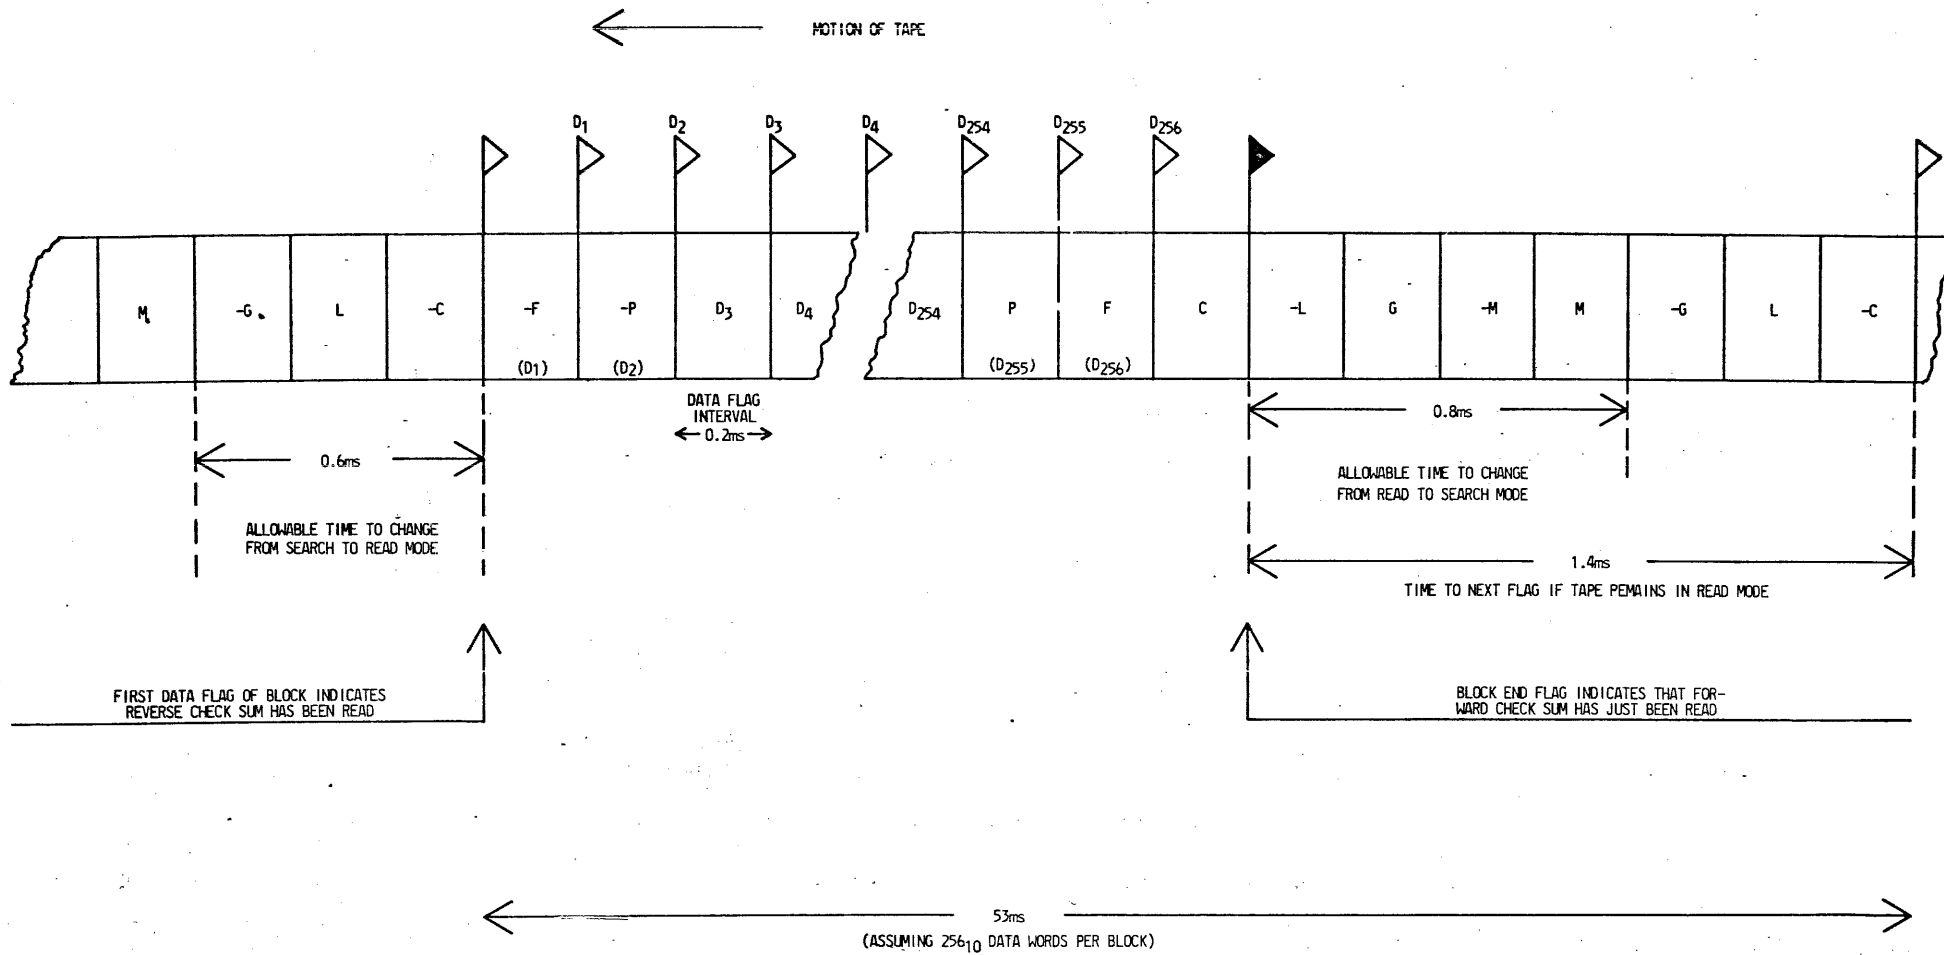 MOTION OF TAPE
D1 D2 D3 D4 D254 D255 D256
M -G L -C -F -P D3 D4 D254 P F C -L G -M M -G L -C
(D1) (D2) (D255) (D256)
DATA FLAG
INTERVAL
0.2ms
0.8ms
0.6ms
ALLOWABLE TIME TO CHANGE
FROM READ TO SEARCH MODE
ALLOWABLE TIME TO CHANGE
FROM SEARCH TO READ MODE
1.4ms
TIME TO NEXT FLAG IF TAPE PEMAINS IN READ MODE
FIRST DATA FLAG OF BLOCK INDICATES
REVERSE CHECK SUM HAS BEEN READ
BLOCK END FLAG INDICATES THAT FOR-
WARD CHECK SUM HAS JUST BEEN READ
53ms
(ASSUMING 25610 DATA WORDS PER BLOCK)